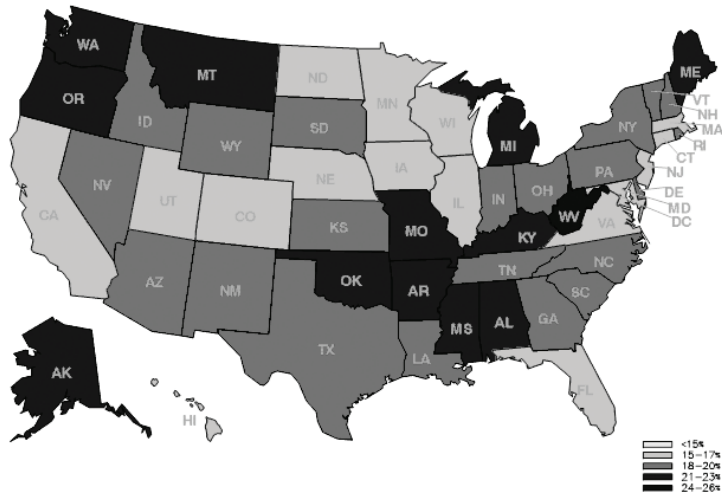 WA
MT
ND
MN
ME
OR
ID
SD
WI
MI
VT
NH
NY
MA
RI
CT
WY
IA
NE
PA
NJ
NV
UT
CO
IL
IN
OH
DE
MD
DC
CA
KS
MO
WV
VA
KY
AZ
NM
OK
AR
TN
NC
SC
TX
LA
MS
AL
GA
AK
HI
FL
<15%
15-17%
18-20%
21-23%
24-26%